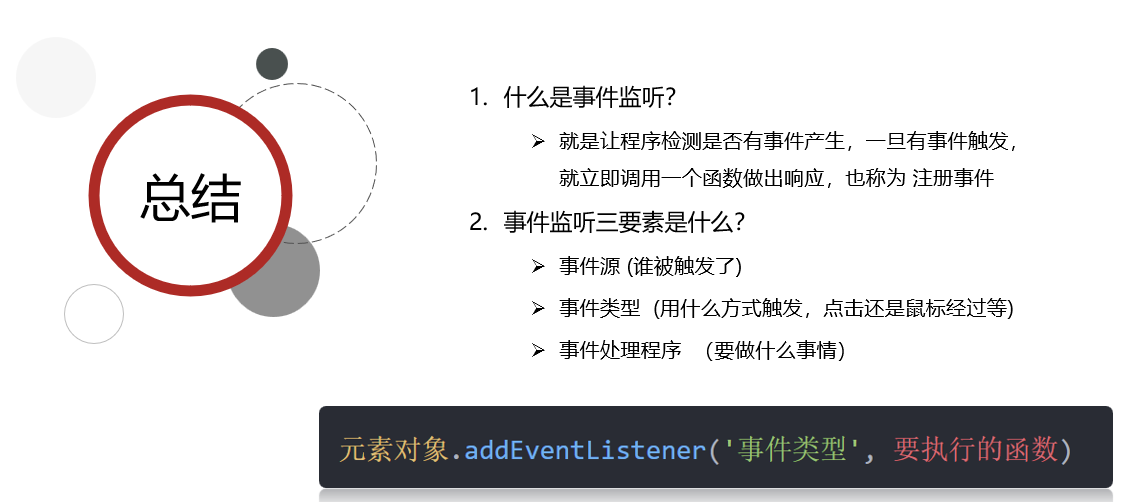 总结
1. 什么是事件监听？
➢ 就是让程序检测是否有事件产生，一旦有事件触发，
就立即调用一个函数做出响应，也称为 注册事件
2. 事件监听三要素是什么？
➢ 事件源 (谁被触发了)
➢ 事件类型 (用什么方式触发，点击还是鼠标经过等)
➢ 事件处理程序 （要做什么事情）
元素对象.addEventListener('事件类型', 要执行的函数)